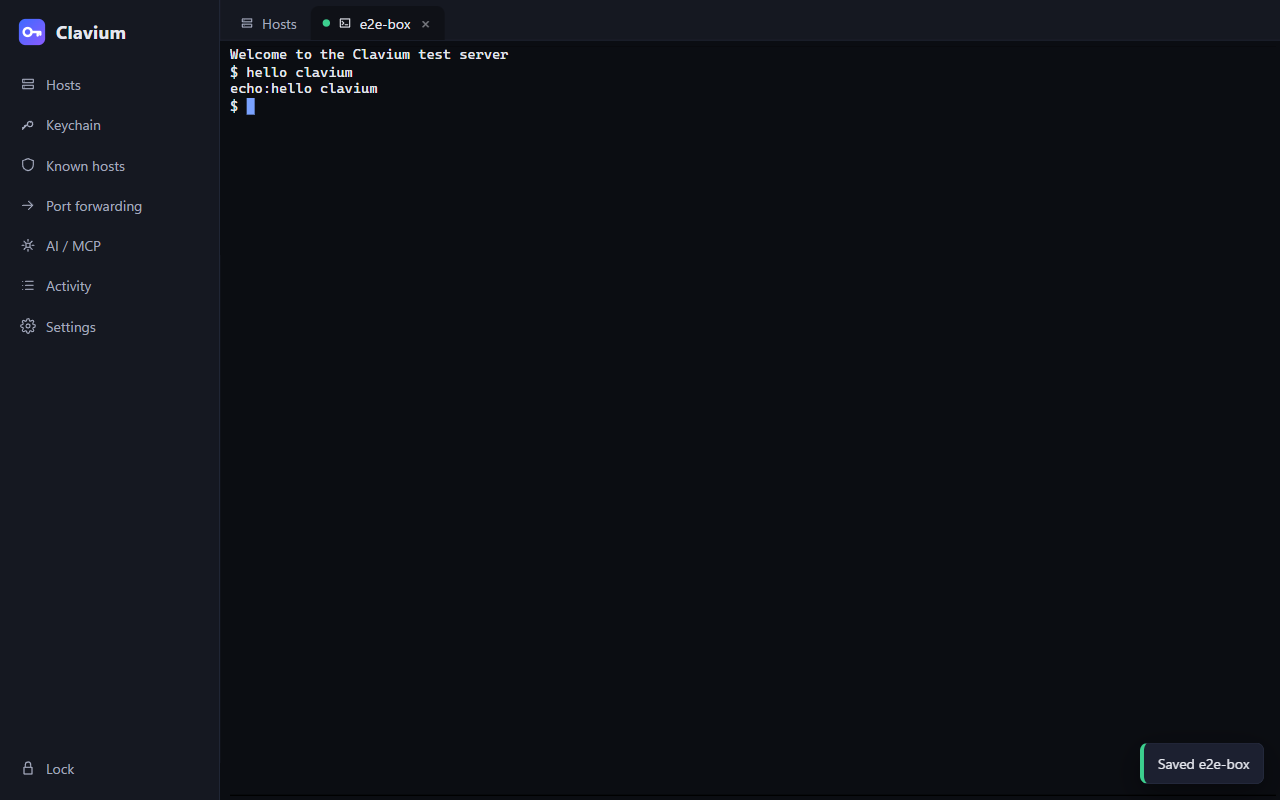 Clavium
Hosts
Keychain
Known hosts
Port forwarding
AI / MCP
Activity
Settings
Lock
Hosts
e2e-box ×
Welcome to the Clavium test server
$ hello clavium
echo:hello clavium
$
Saved e2e-box